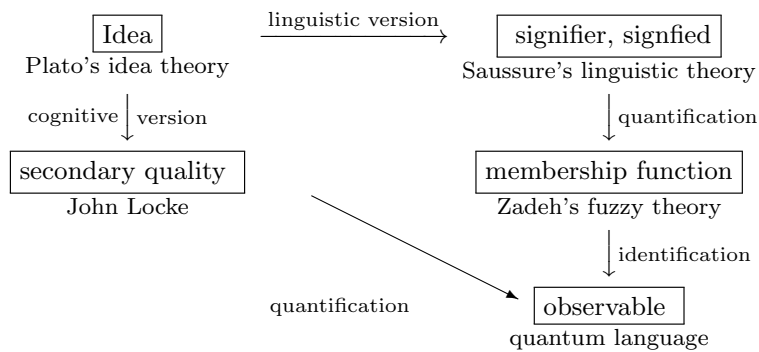 linguistic version
Idea
signifier, signfied
Plato's idea theory
Saussure's linguistic theory
cognitive version
quantification
secondary quality
membership function
John Locke
Zadeh's fuzzy theory
identification
quantification
observable
quantum language